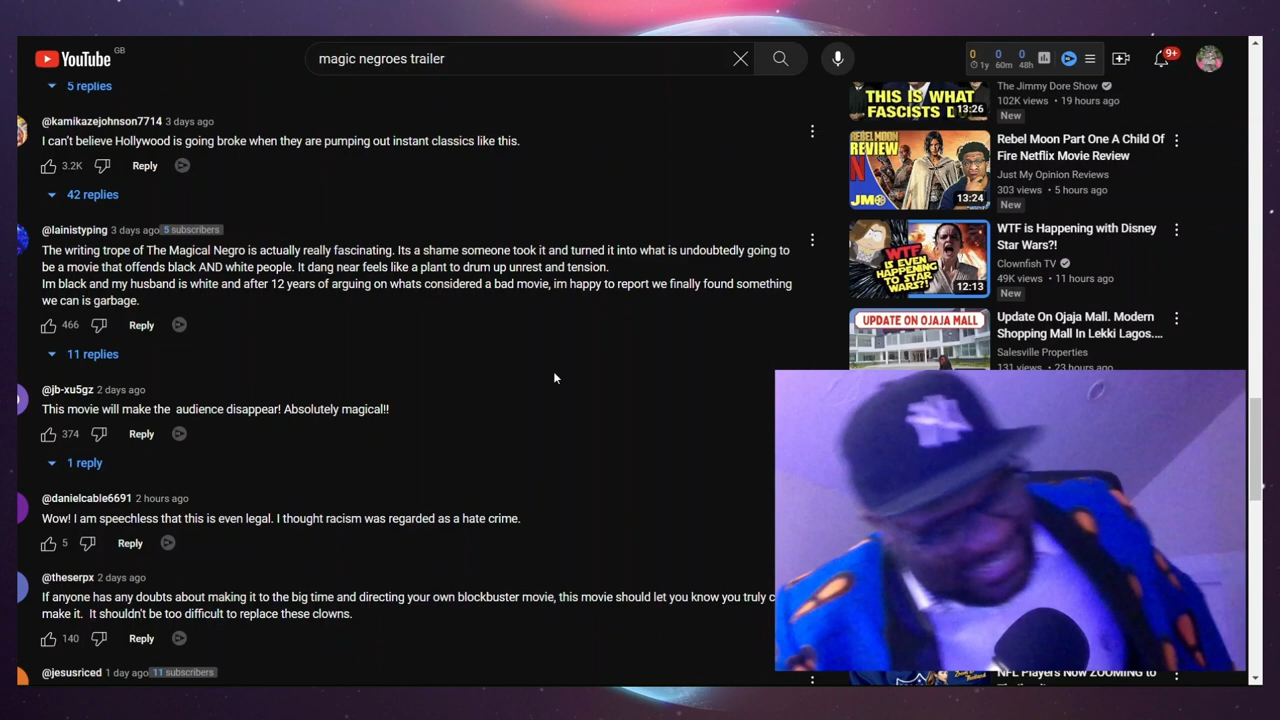 YouTube GB
magic negroes trailer
0 0 0
1y 60m 48h
9+
5 replies
@kamikazejohnson7714 3 days ago
I can't believe Hollywood is going broke when they are pumping out instant classics like this.
3.2K Reply
42 replies
@lainistyping 3 days ago 5 subscribers
The writing trope of The Magical Negro is actually really fascinating. Its a shame someone took it and turned it into what is undoubtedly going to
be a movie that offends black AND white people. It dang near feels like a plant to drum up unrest and tension.
Im black and my husband is white and after 12 years of arguing on whats considered a bad movie, im happy to report we finally found something
we can is garbage.
466 Reply
11 replies
@jb-xu5gz 2 days ago
This movie will make the audience disappear! Absolutely magical!!
374 Reply
1 reply
@danielcable6691 2 hours ago
Wow! I am speechless that this is even legal. I thought racism was regarded as a hate crime.
5 Reply
@theserpx 2 days ago
If anyone has any doubts about making it to the big time and directing your own blockbuster movie, this movie should let you know you truly
make it. It shouldn't be too difficult to replace these clowns.
140 Reply
@jesusriced 1 day ago 11 subscribers
THIS IS WHAT
FASCISTS
13:26
The Jimmy Dore Show
102K views • 19 hours ago
New
REBEL MOON
REVIEW
N
JMO
13:24
Rebel Moon Part One A Child Of
Fire Netflix Movie Review
Just My Opinion Reviews
303 views • 5 hours ago
New
WTF
IS EVEN
HAPPENING
TO STAR
WARS?!
12:13
WTF is Happening with Disney
Star Wars?!
Clownfish TV
49K views • 11 hours ago
New
UPDATE ON OJAJA MALL
Update On Ojaja Mall. Modern
Shopping Mall In Lekki Lagos....
Salesville Properties
131 views • 23 hours ago
NFL Players Now ZOOMING to